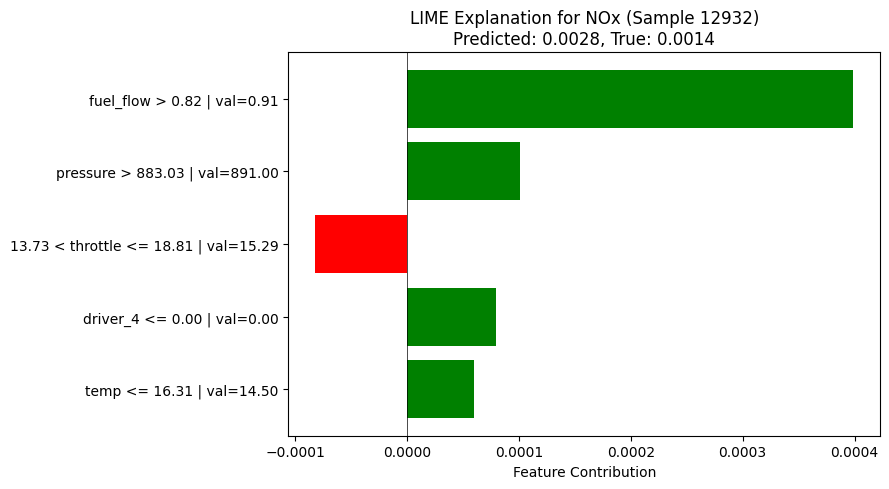 LIME Explanation for NOx (Sample 12932)
Predicted: 0.0028, True: 0.0014
fuel_flow > 0.82 | val=0.91
pressure > 883.03 | val=891.00
13.73 < throttle <= 18.81 | val=15.29
driver_4 <= 0.00 | val=0.00
temp <= 16.31 | val=14.50
−0.0001 0.0000 0.0001 0.0002 0.0003 0.0004
Feature Contribution